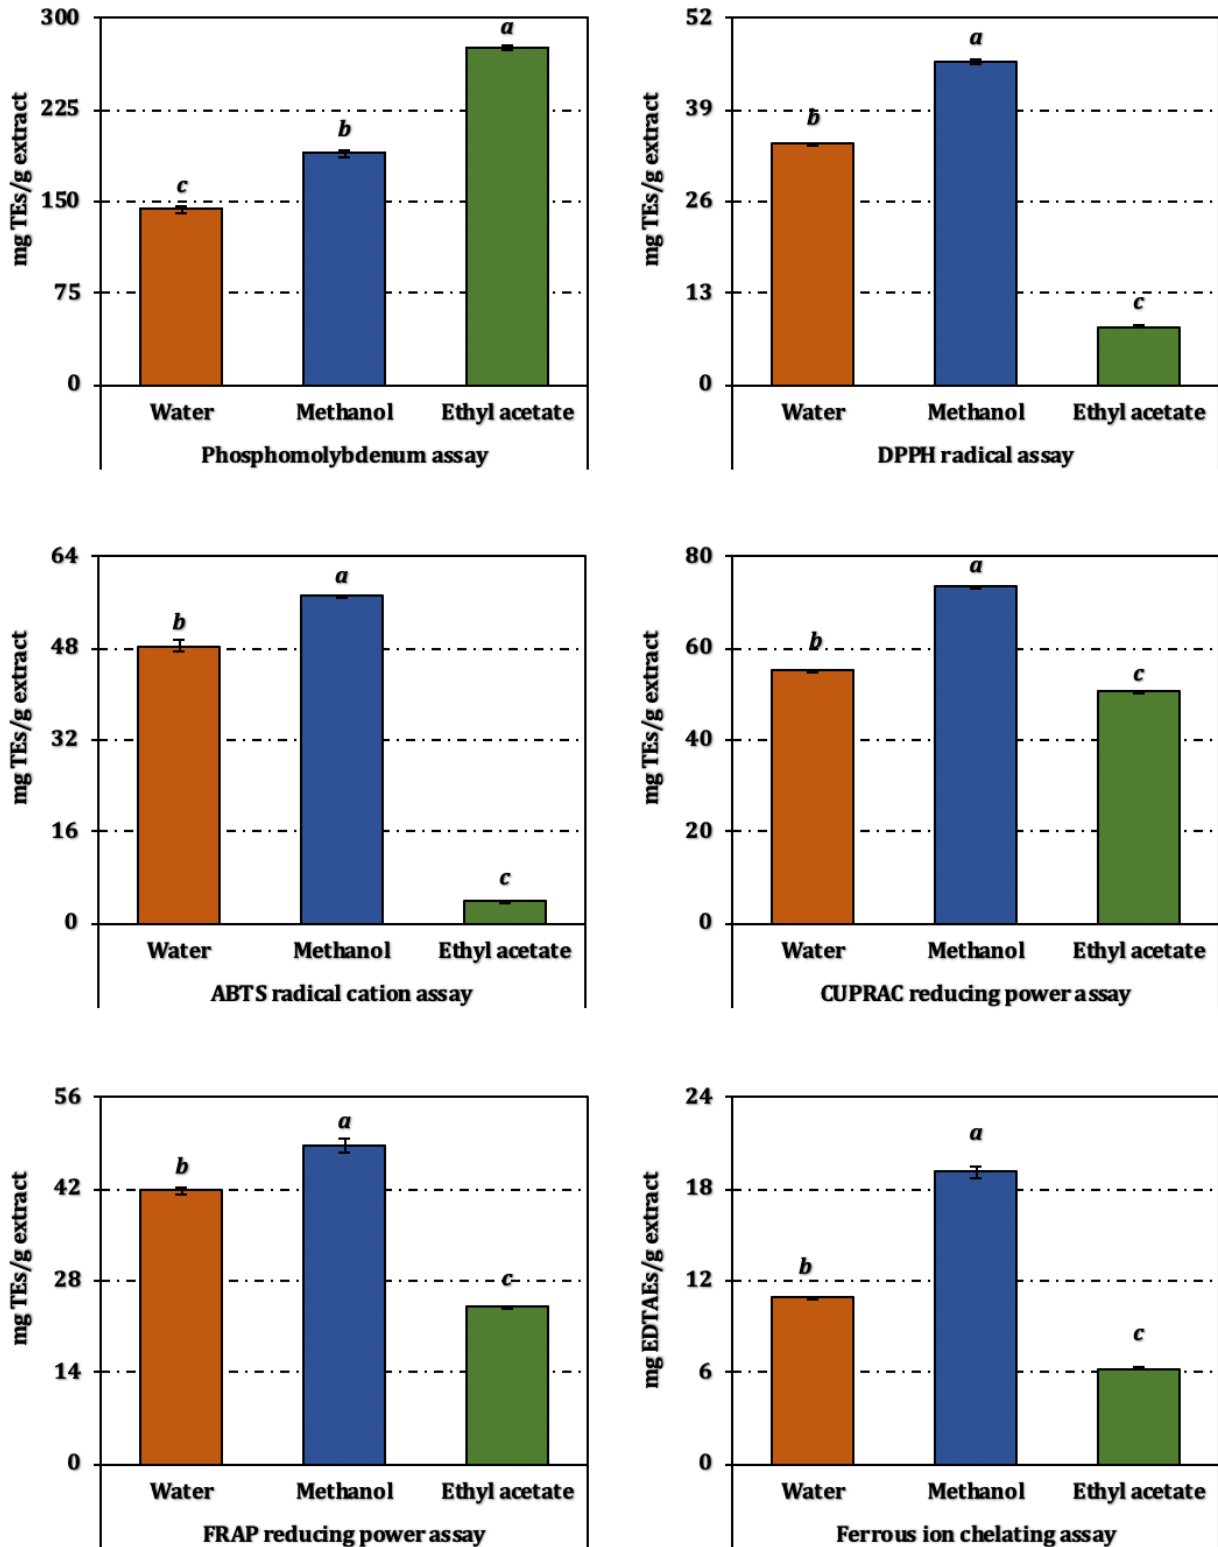 300
225
150
75
0
mg TEs/g extract
c
b
a
Water Methanol Ethyl acetate
Phosphomolybdenum assay
52
39
26
13
0
mg TEs/g extract
b
a
c
Water Methanol Ethyl acetate
DPPH radical assay
64
48
32
16
0
mg TEs/g extract
b
a
c
Water Methanol Ethyl acetate
ABTS radical cation assay
80
60
40
20
0
mg TEs/g extract
b
a
c
Water Methanol Ethyl acetate
CUPRAC reducing power assay
56
42
28
14
0
mg TEs/g extract
b
a
c
Water Methanol Ethyl acetate
FRAP reducing power assay
24
18
12
6
0
mg EDTAEs/g extract
b
a
c
Water Methanol Ethyl acetate
Ferrous ion chelating assay